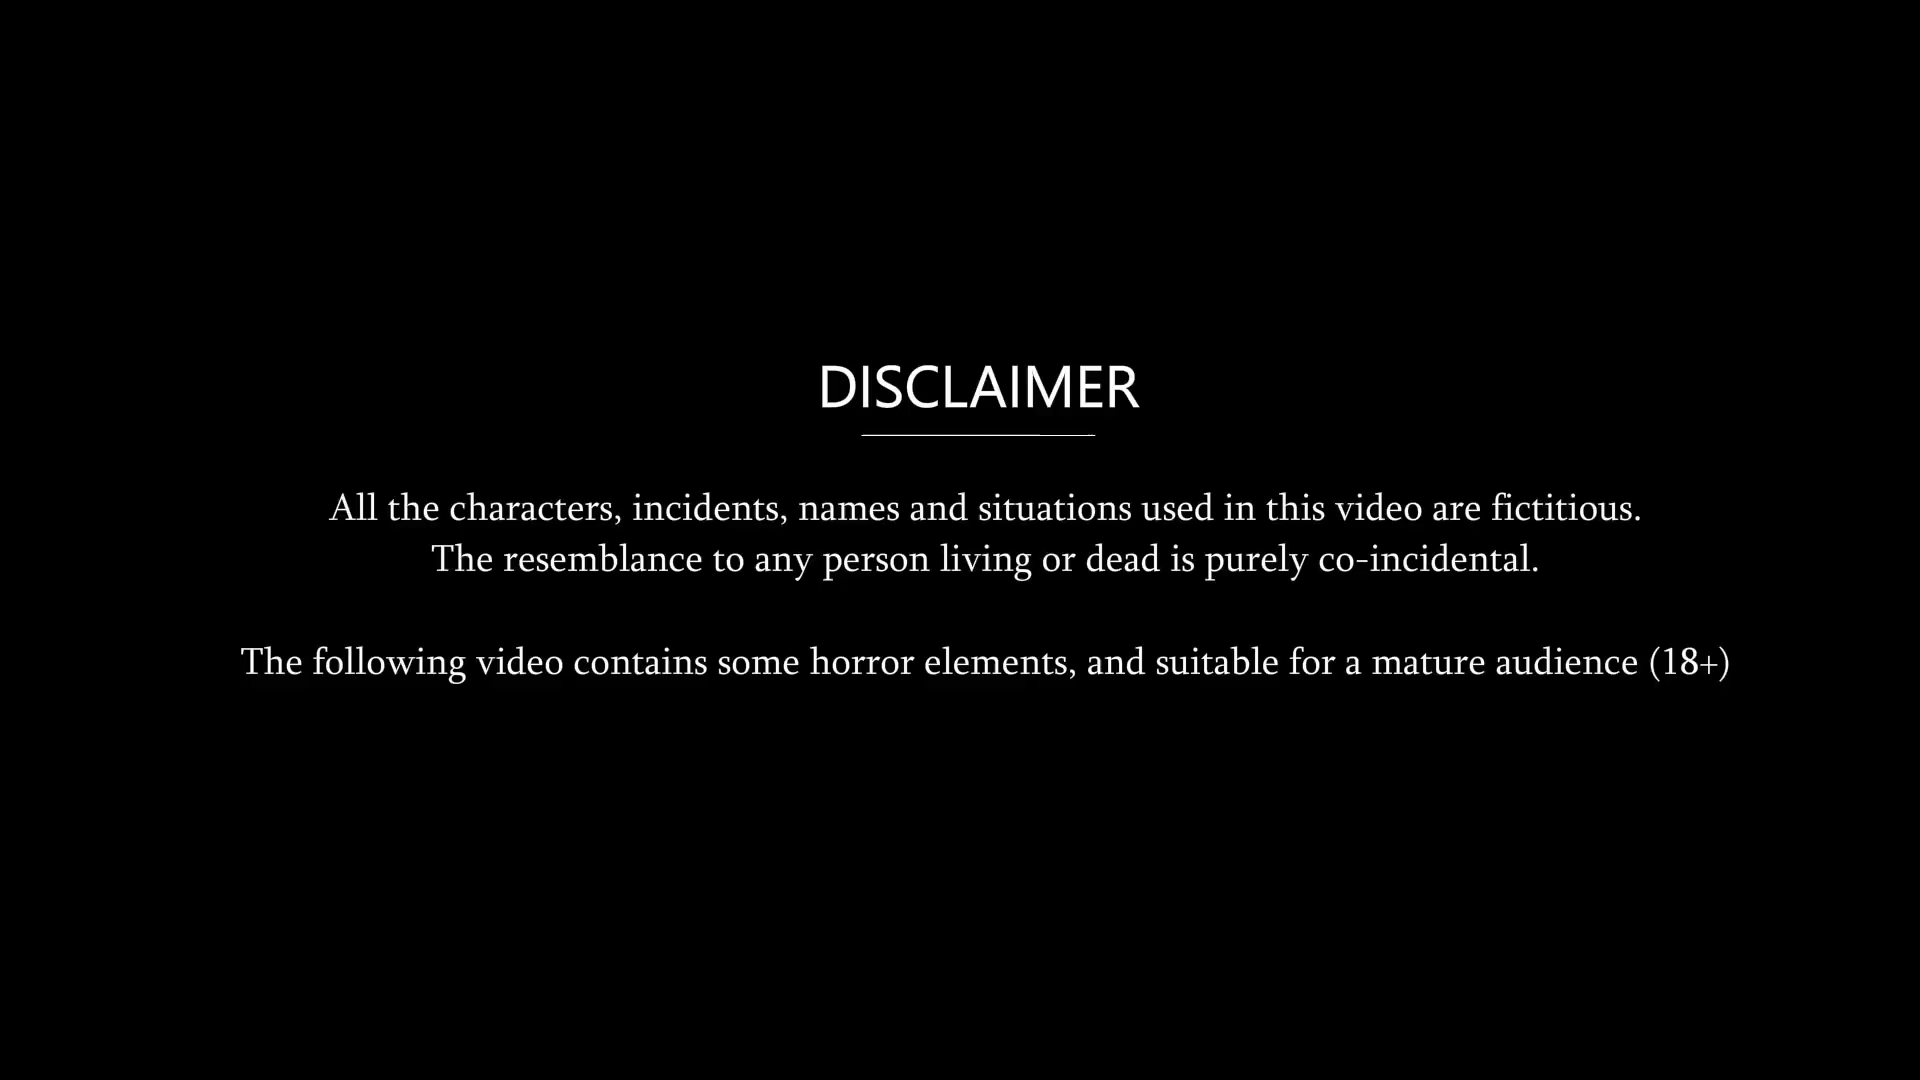 DISCLAIMER
All the characters, incidents, names and situations used in this video are fictitious.
The resemblance to any person living or dead is purely co-incidental.
The following video contains some horror elements, and suitable for a mature audience (18+)